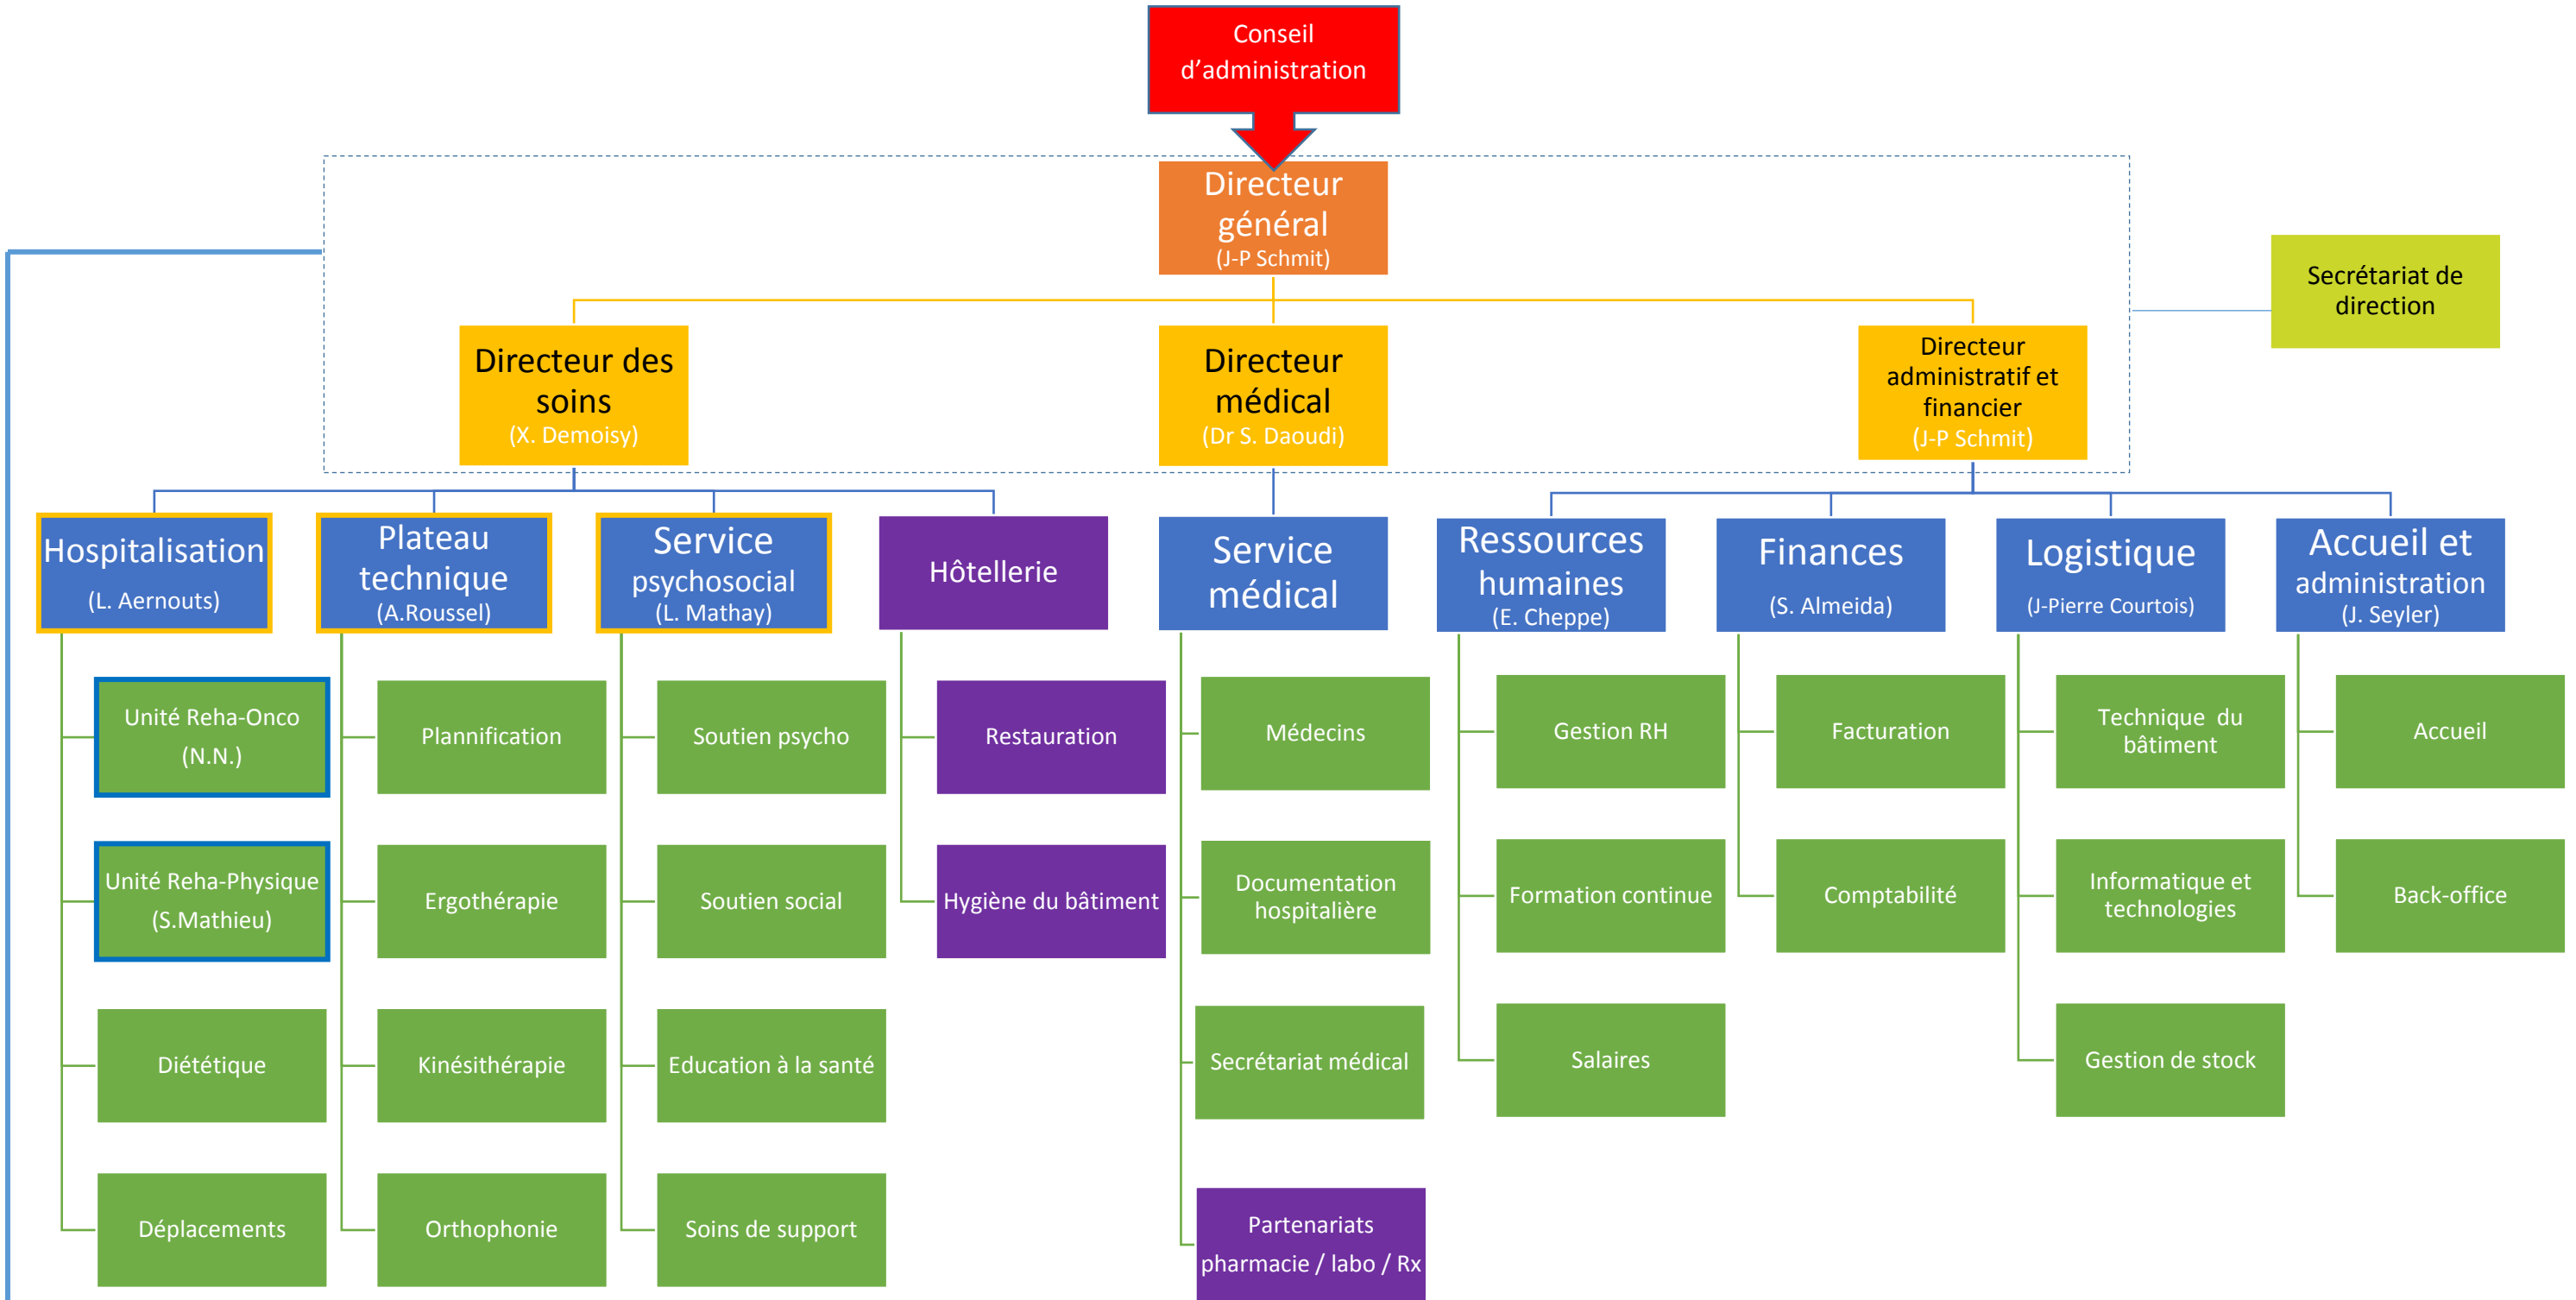 Conseil
d'administration
Directeur
général
(J-P Schmit)
Secrétariat de
direction
Directeur des
soins
(X. Demoisy)
Directeur
médical
(Dr S. Daoudi)
Directeur
administratif et
financier
(J-P Schmit)
Hospitalisation
(L. Aernouts)
Plateau
technique
(A.Roussel)
Service
psychosocial
(L. Mathay)
Hôtellerie
Service
médical
Ressources
humaines
(E. Cheppe)
Finances
(S. Almeida)
Logistique
(J-Pierre Courtois)
Accueil et
administration
(J. Seyler)
Unité Reha-Onco
(N.N.)
Plannification
Soutien psycho
Restauration
Médecins
Gestion RH
Facturation
Technique  du
bâtiment
Accueil
Unité Reha-Physique
(S.Mathieu)
Ergothérapie
Soutien social
Hygiène du bâtiment
Documentation
hospitalière
Formation continue
Comptabilité
Informatique et
technologies
Back-office
Diététique
Kinésithérapie
Education à la santé
Secrétariat médical
Salaires
Gestion de stock
Déplacements
Orthophonie
Soins de support
Partenariats
pharmacie / labo / Rx